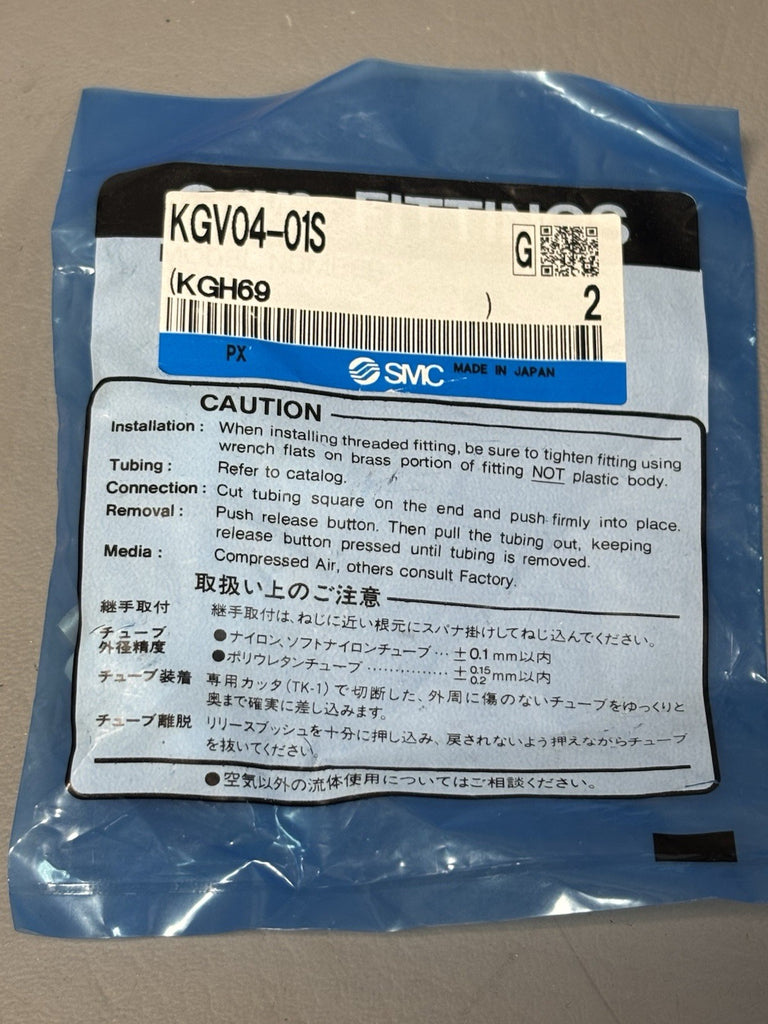 FITTINGS
KGV04-01S
G
(KGH69 )
2
PX
SMC
MADE IN JAPAN
CAUTION
Installation : When installing threaded fitting, be sure to tighten fitting using
wrench flats on brass portion of fitting NOT plastic body.
Tubing : Refer to catalog.
Connection : Cut tubing square on the end and push firmly into place.
Removal : Push release button. Then pull the tubing out, keeping
release button pressed until tubing is removed.
Media : Compressed Air, others consult Factory.
取扱い上のご注意
継手取付 継手取付は、ねじに近い根元にスパナ掛けしてねじ込んでください。
チューブ外径精度 ●ナイロン、ソフトナイロンチューブ… ±0.1mm以内
●ポリウレタンチューブ …………… ± 0.15 0.2 mm以内
チューブ装着 専用カッタ(TK-1)で切断した、外周に傷のないチューブをゆっくりと
奥まで確実に差し込みます。
チューブ離脱 リリースブッシュを十分に押し込み、戻されないよう押えながらチューブ
を抜いてください
●空気以外の流体使用についてはご相談ください。